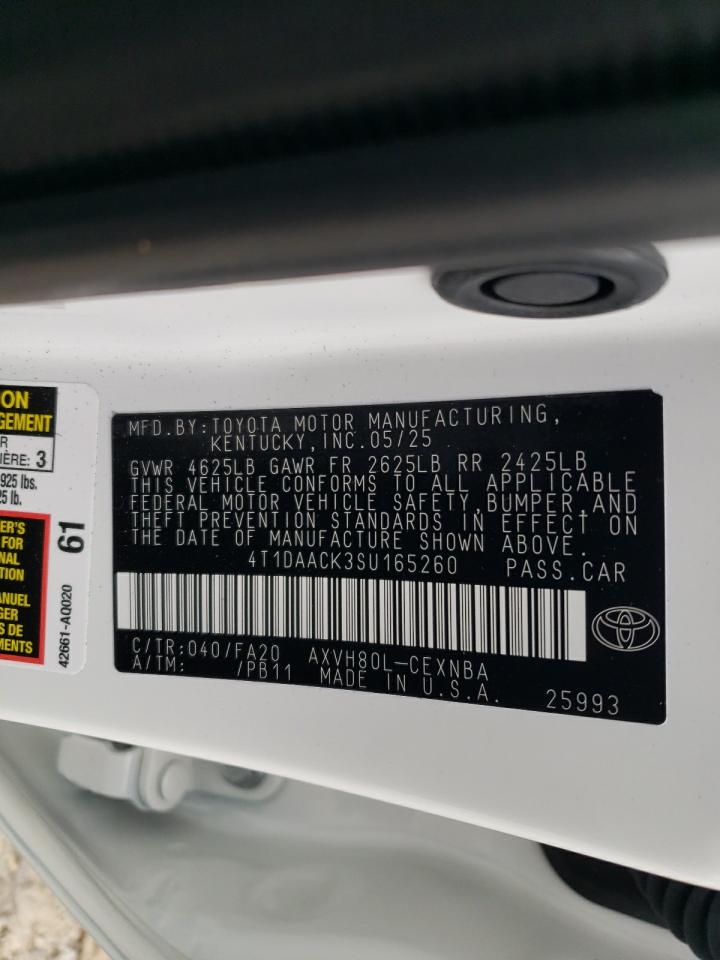 ON
GEMENT
R
IÈRE: 3
925 lbs.
25 lb.
ER'S
FOR
NAL
TION
ANUEL
GER
S DE
MENTS
61
42661-AQ020
MFD.BY:TOYOTA MOTOR MANUFACTURING,
KENTUCKY,INC.05/25
GVWR 4625LB GAWR FR 2625LB RR 2425LB
THIS VEHICLE CONFORMS TO ALL APPLICABLE
FEDERAL MOTOR VEHICLE SAFETY,BUMPER,AND
THEFT PREVENTION STANDARDS IN EFFECT ON
THE DATE OF MANUFACTURE SHOWN ABOVE.
4T1DAACK3SU165260 PASS.CAR
C/TR:040/FA20 AXVH80L-CEXNBA
A/TM: /PB11 MADE IN U.S.A. 25993